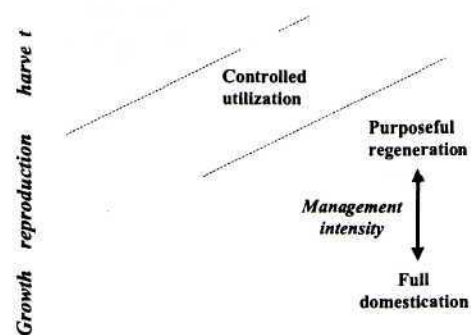 harve t
Controlled
utilization
reproduction
Purposeful
regeneration
Management
intensity
Growth
Full
domestication